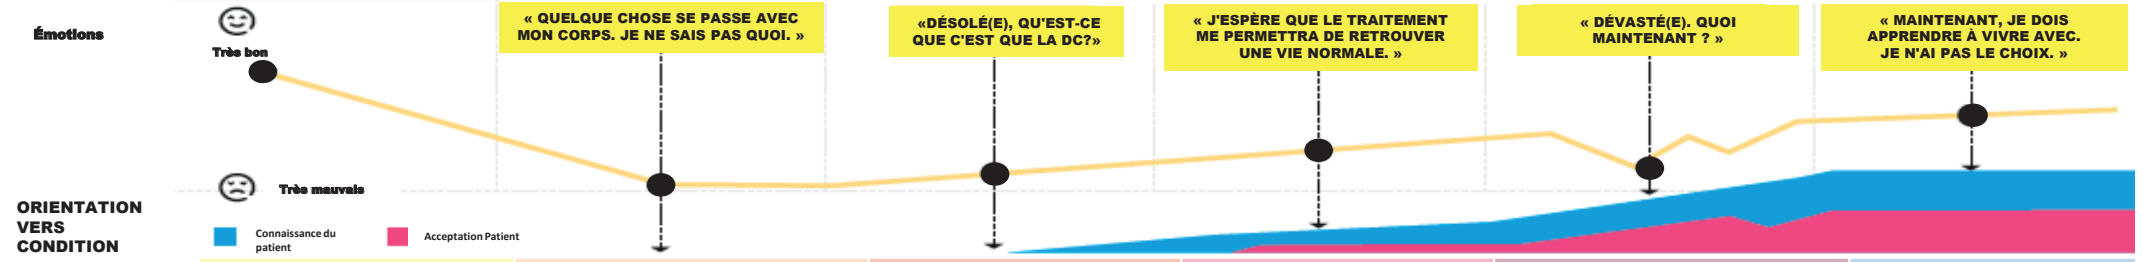 Émotions
Très bon
« QUELQUE CHOSE SE PASSE AVEC
MON CORPS. JE NE SAIS PAS QUOI. »
«DÉSOLÉ(E), QU'EST-CE
QUE C'EST QUE LA DC?»
« J'ESPÈRE QUE LE TRAITEMENT
ME PERMETTRA DE RETROUVER
UNE VIE NORMALE. »
« DÉVASTÉ(E). QUOI
MAINTENANT ? »
« MAINTENANT, JE DOIS
APPRENDRE À VIVRE AVEC.
JE N'AI PAS LE CHOIX. »
Très mauvais
ORIENTATION
VERS
CONDITION
Connaissance du
patient
Acceptation Patient